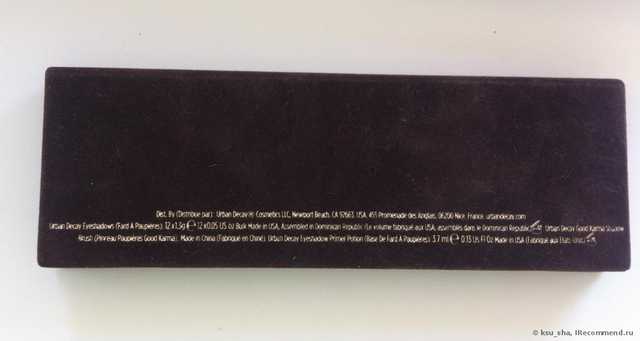 Dist. By (Distribué par): Urban Decay® Cosmetics LLC, Newport Beach, CA 92663. USA, 455 Promenade des Anglais, 06200 Nice, France. urbandecay.com
Urban Decay Eyeshadows (Fard À Paupières): 12 x 1.3g ℮ 12 x 0.05 US oz Bulk Made in USA, Assembled in Dominican Republic (Le volume fabriqué aux USA, assemblés dans le Dominican Republic). Urban Decay Good Karma Shadow
Brush (Pinceau Paupières Good Karma): Made in China (Fabriqué en Chine). Urban Decay Eyeshadow Primer Potion (Base De Fard À Paupières): 3.7 ml ℮ 0.13 US Fl Oz Made in USA (Fabriqué aux États-Unis)
© ksu_sha, IRecommend.ru